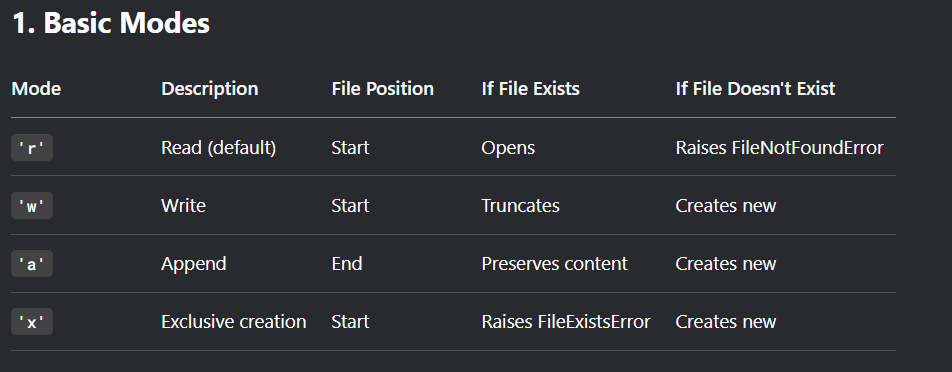 1. Basic Modes
Mode Description File Position If File Exists If File Doesn't Exist
'r' Read (default) Start Opens Raises FileNotFoundError
'w' Write Start Truncates Creates new
'a' Append End Preserves content Creates new
'x' Exclusive creation Start Raises FileExistsError Creates new